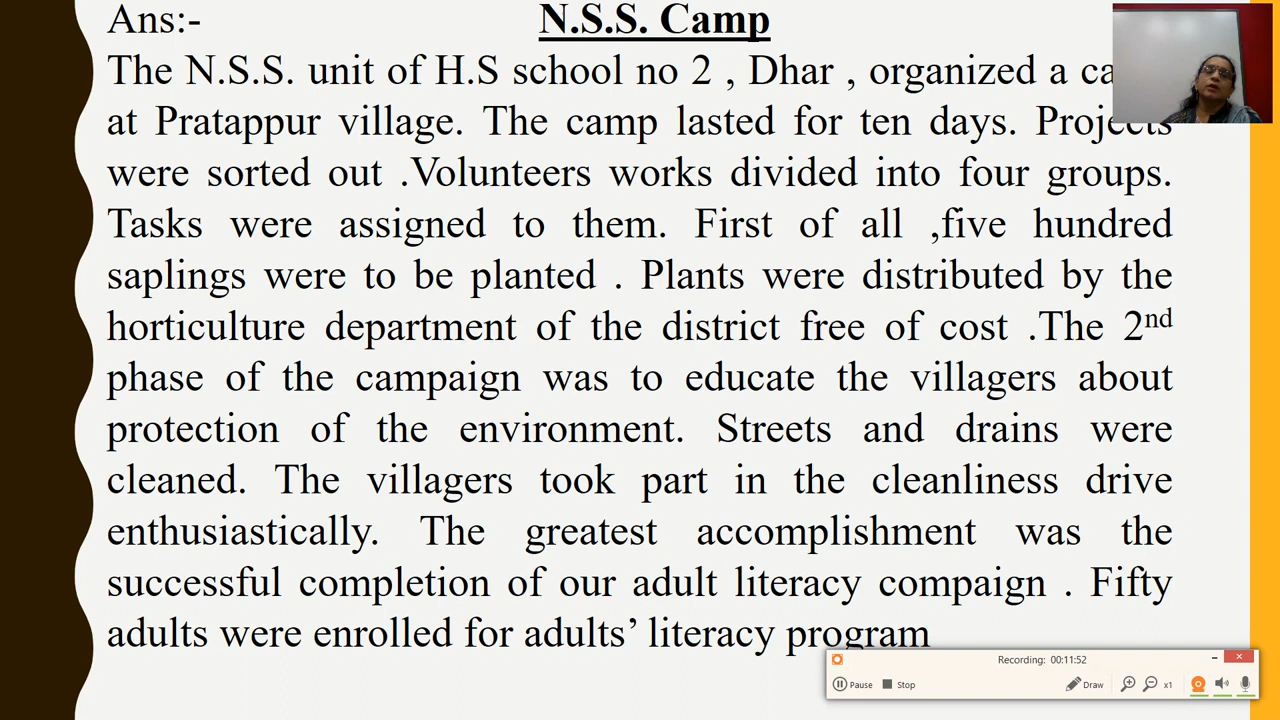 Ans:- N.S.S. Camp
The N.S.S. unit of H.S school no 2 , Dhar , organized a
at Pratappur village. The camp lasted for ten days. Projects
were sorted out .Volunteers works divided into four groups.
Tasks were assigned to them. First of all ,five hundred
saplings were to be planted . Plants were distributed by the
horticulture department of the district free of cost .The 2nd
phase of the campaign was to educate the villagers about
protection of the environment. Streets and drains were
cleaned. The villagers took part in the cleanliness drive
enthusiastically. The greatest accomplishment was the
successful completion of our adult literacy compaign . Fifty
adults were enrolled for adults’ literacy program
Recording: 00:11:52
Pause Stop Draw x1